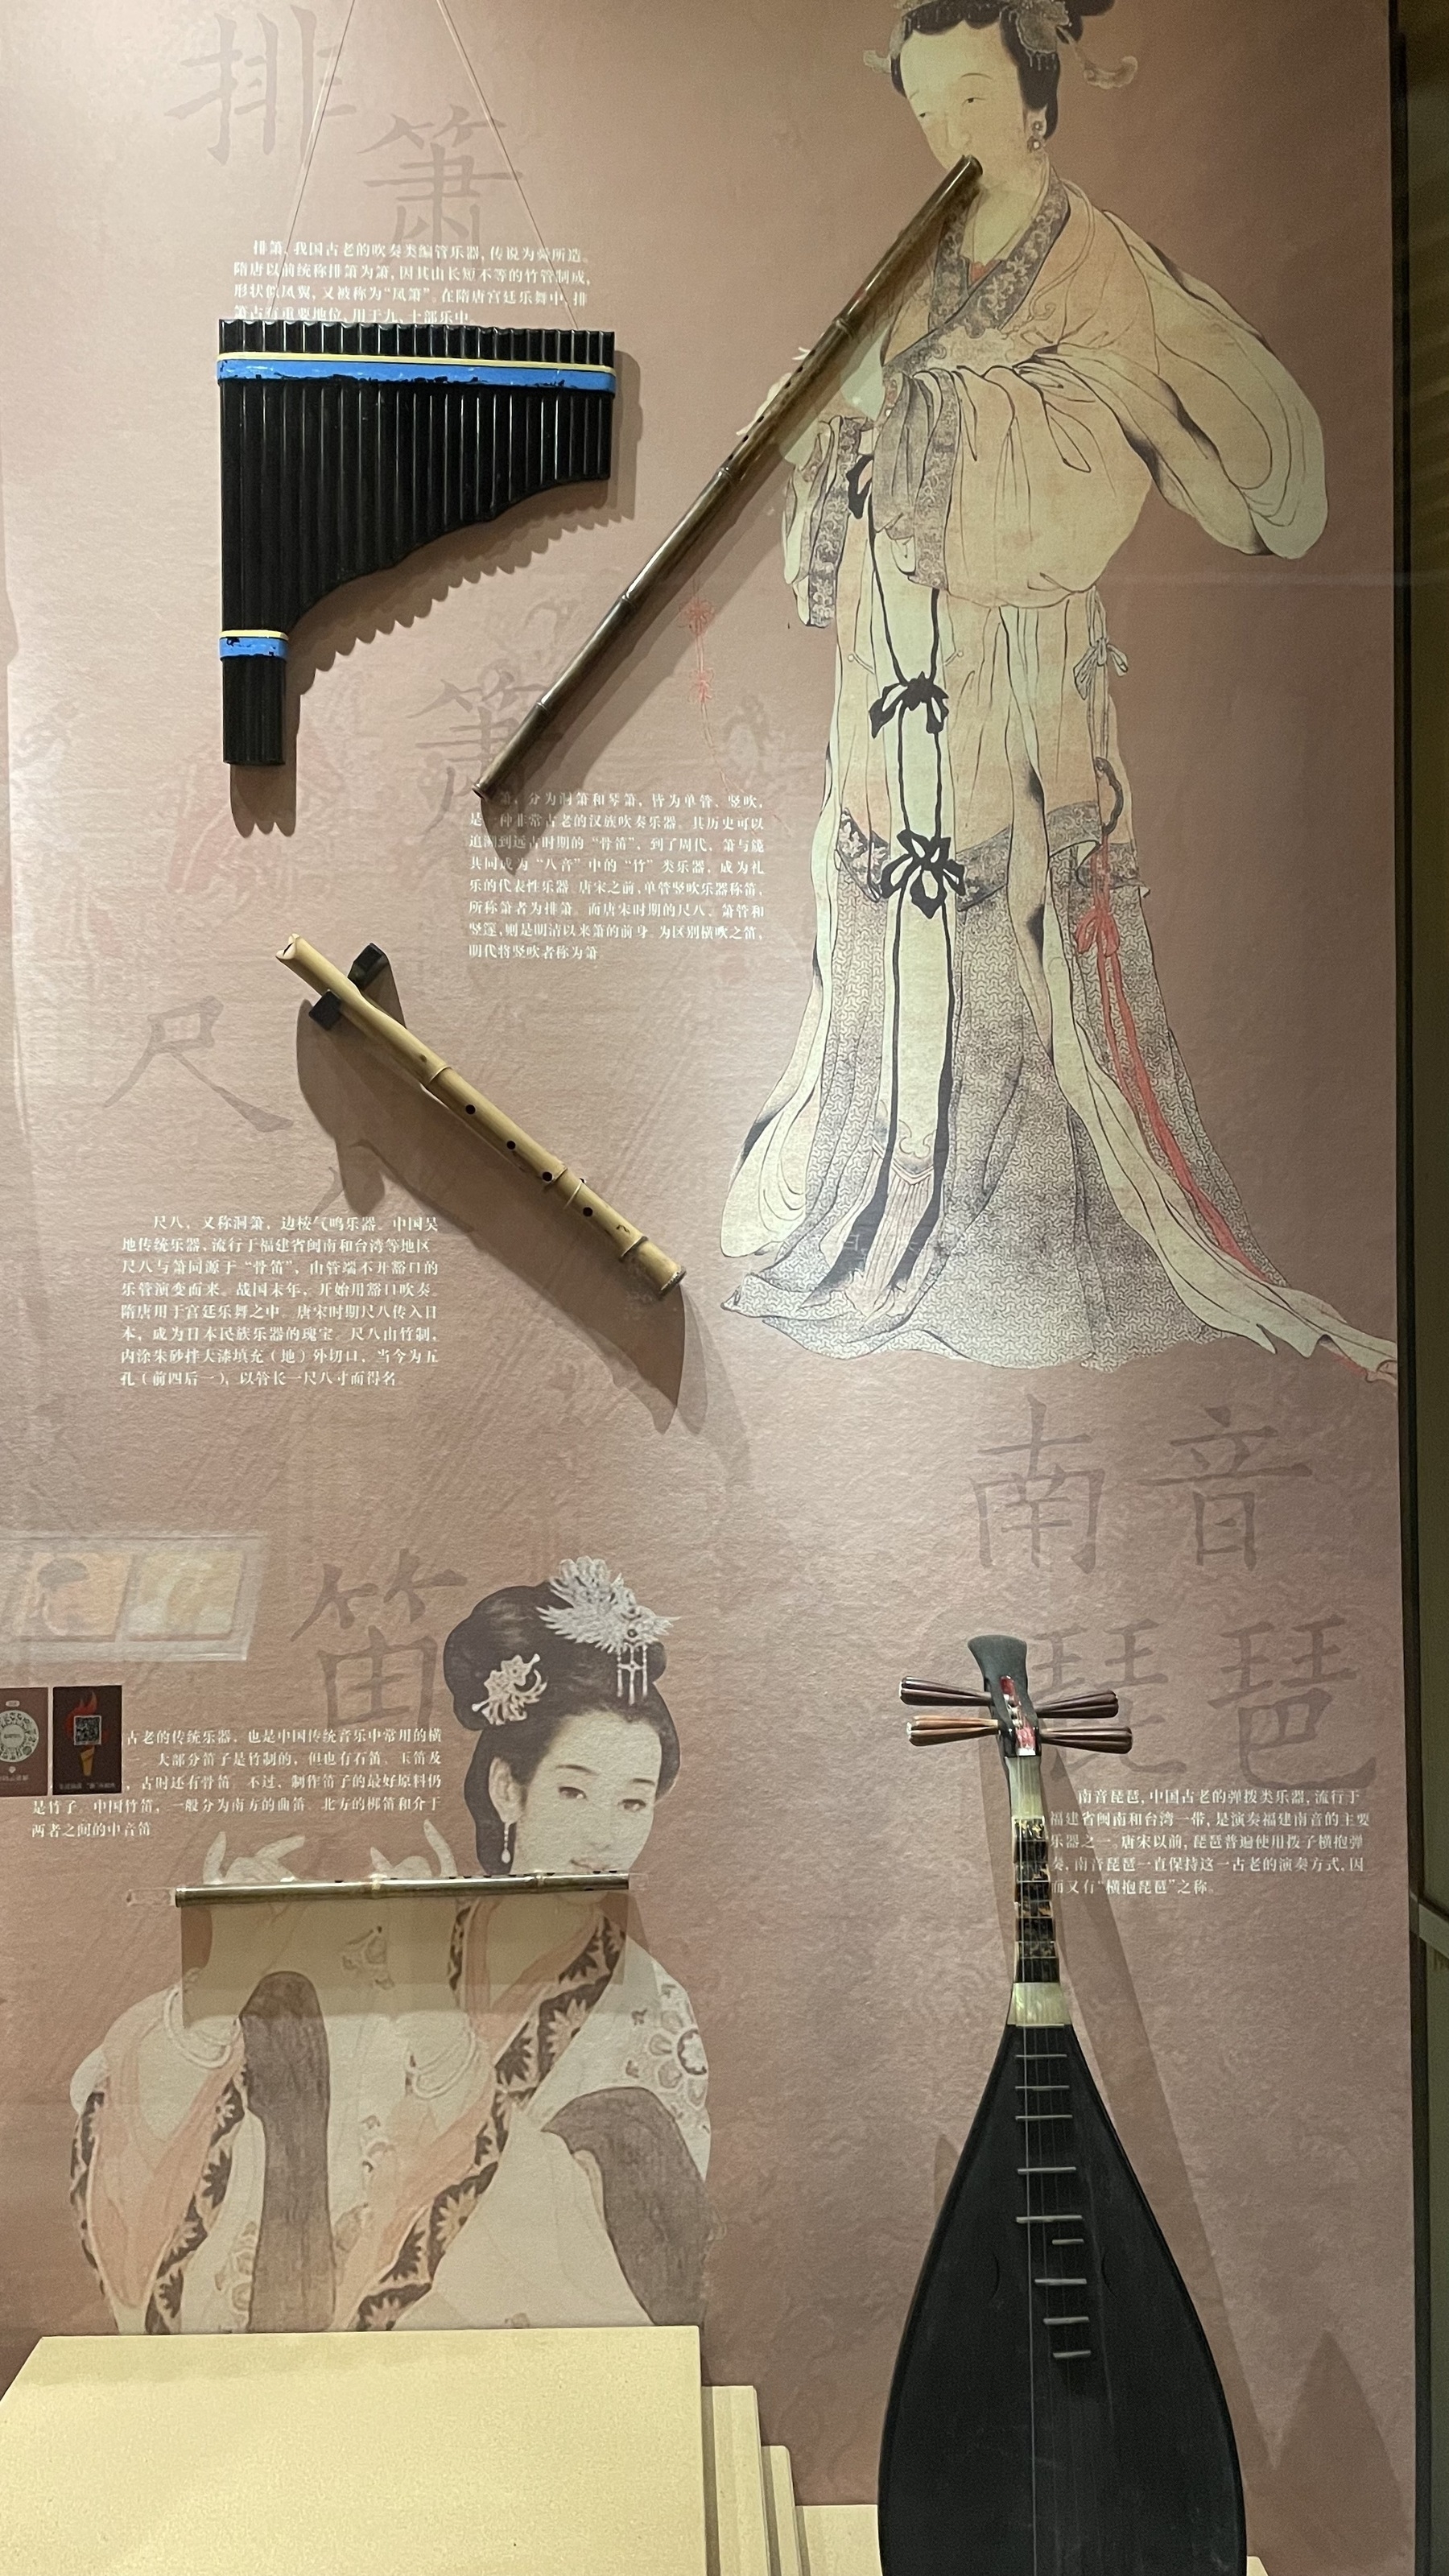 排
箫
排箫,我国古老的吹奏类编管乐器,传说为舜所造。
隋唐以前统称排箫为箫,因其由长短不等的竹管制成,
形状似凤翼,又被称为“凤箫”。在隋唐宫廷乐舞中,排
箫占有重要地位,用于九、十部乐中。
箫
箫,分为洞箫和琴箫,皆为单管、竖吹,
是一种非常古老的汉族吹奏乐器。其历史可以
追溯到远古时期的“骨笛”,到了周代,箫与篪
共同成为“八音”中的“竹”类乐器,成为礼
乐的代表性乐器。唐宋之前,单管竖吹乐器称笛,
所称箫者为排箫。而唐宋时期的尺八、箫管和
竖篴,则是明清以来箫的前身。为区别横吹之笛,
明代将竖吹者称为箫
尺
八
尺八,又称洞箫,边棱气鸣乐器。中国吴
地传统乐器,流行于福建省闽南和台湾等地区。
尺八与箫同源于“骨笛”,由管端不开豁口的
乐管演变而来。战国末年,开始用豁口吹奏。
隋唐用于宫廷乐舞之中。唐宋时期尺八传入日
本,成为日本民族乐器的瑰宝。尺八由竹制,
内涂朱砂拌大漆填充(地)外切口,当今为五
孔(前四后一),以管长一尺八寸而得名。
笛
古老的传统乐器,也是中国传统音乐中常用的横
一。大部分笛子是竹制的,但也有石笛、玉笛及
,古时还有骨笛。不过,制作笛子的最好原料仍
是竹子。中国竹笛,一般分为南方的曲笛、北方的梆笛和介于
两者之间的中音笛
南音
琵琶
南音琵琶,中国古老的弹拨类乐器,流行于
福建省闽南和台湾一带,是演奏福建南音的主要
乐器之一。唐宋以前,琵琶普遍使用拨子横抱弹
奏,南音琵琶一直保持这一古老的演奏方式,因
而又有“横抱琵琶”之称。